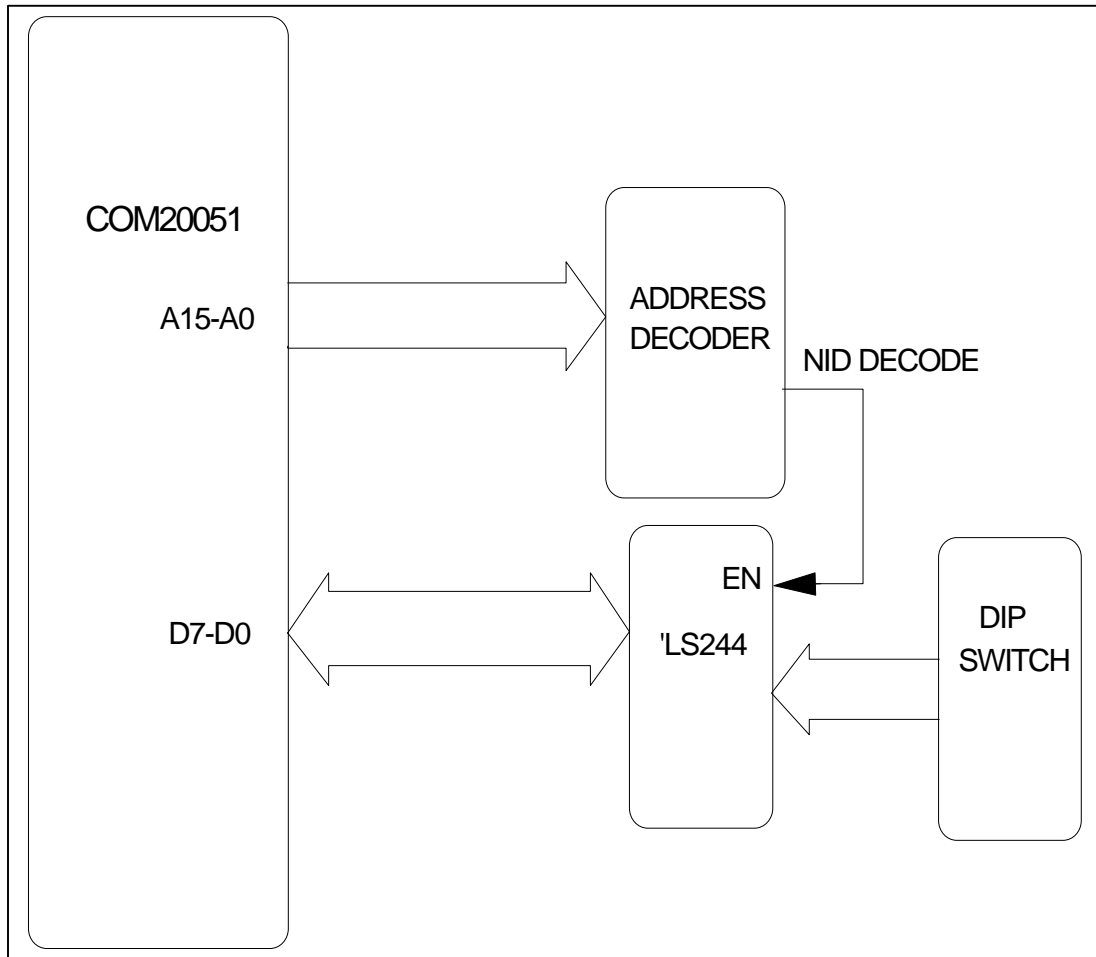 COM20051
A15-A0
ADDRESS
DECODER
NID DECODE
D7-D0
EN
'LS244
DIP
SWITCH